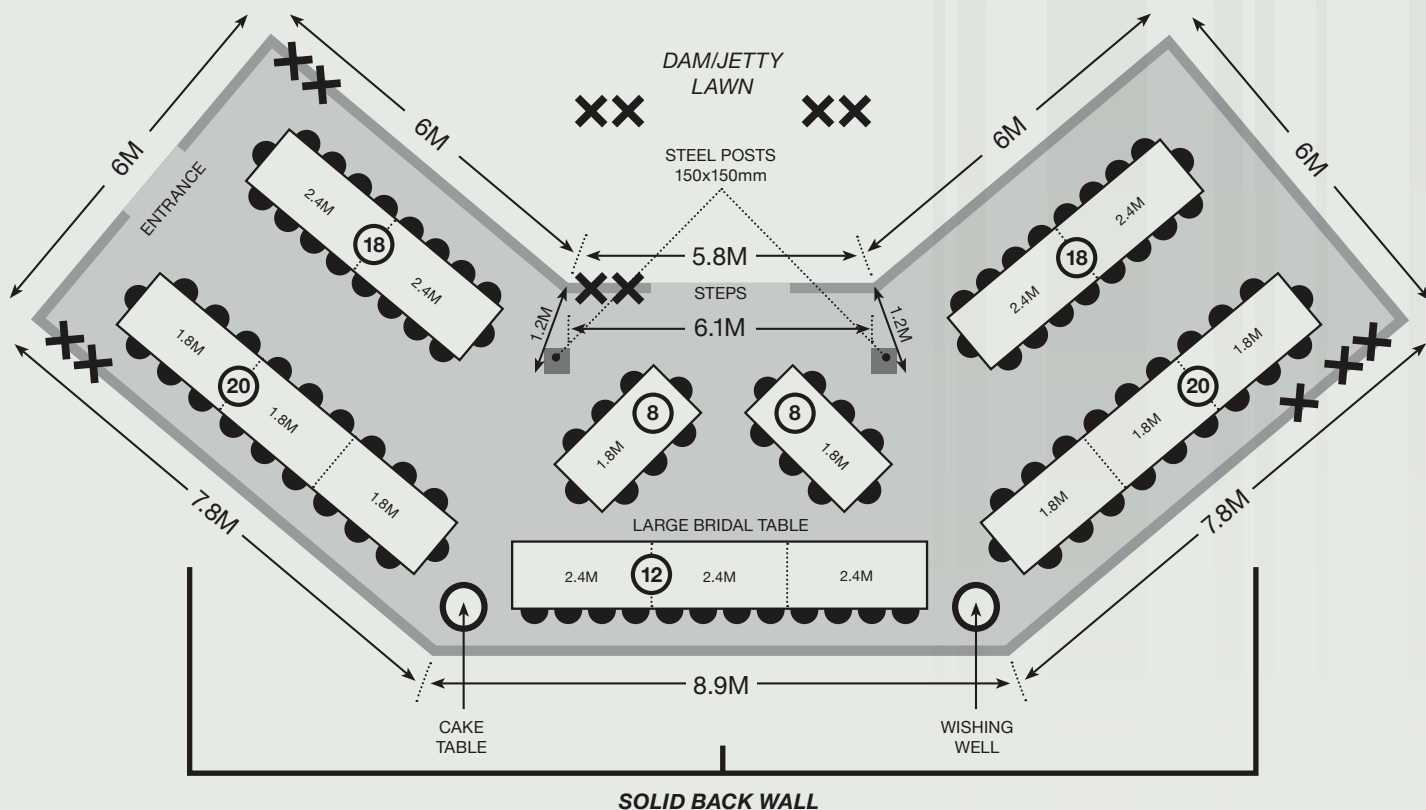 DAM/JETTY
LAWN
6M
6M
6M
6M
ENTRANCE
STEEL POSTS
150x150mm
2.4M
18
2.4M
2.4M
18
2.4M
5.8M
STEPS
6.1M
1.2M
1.2M
1.8M
20
1.8M
1.8M
8
1.8M
8
1.8M
1.8M
20
1.8M
1.8M
7.8M
7.8M
LARGE BRIDAL TABLE
2.4M
12
2.4M
2.4M
8.9M
CAKE
TABLE
WISHING
WELL
SOLID BACK WALL